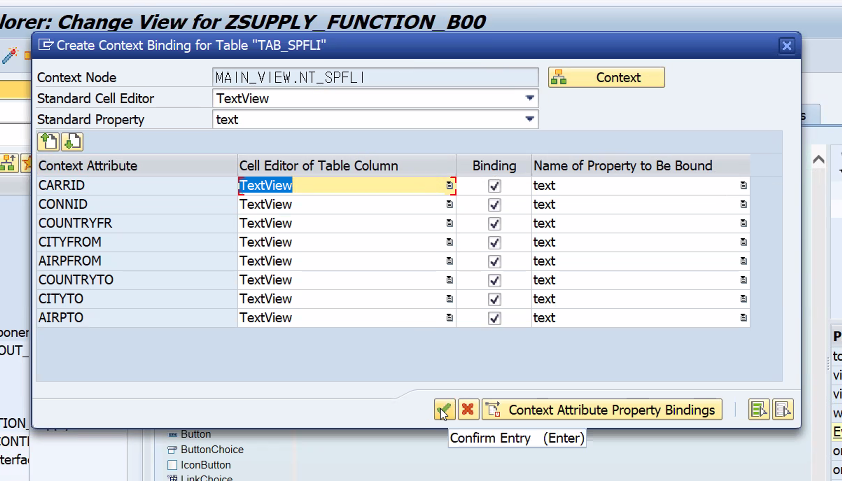 lorer: Change View for ZSUPPLY_FUNCTION_B00
Create Context Binding for Table "TAB_SPFLI"
Context Node MAIN_VIEW.NT_SPFLI Context
Standard Cell Editor TextView
Standard Property text
s
Context Attribute Cell Editor of Table Column Binding Name of Property to Be Bound
CARRID TextView text
CONNID TextView text
COUNTRYFR TextView text
CITYFROM TextView text
AIRPFROM TextView text
COUNTRYTO TextView text
CITYTO TextView text
AIRPTO TextView text
Context Attribute Property Bindings
Confirm Entry (Enter)
ponen
OUT_
TION_
CONTI
terfac
Button
ButtonChoice
IconButton
LinkChoice
P
to
vi
vi
w
E
o
o